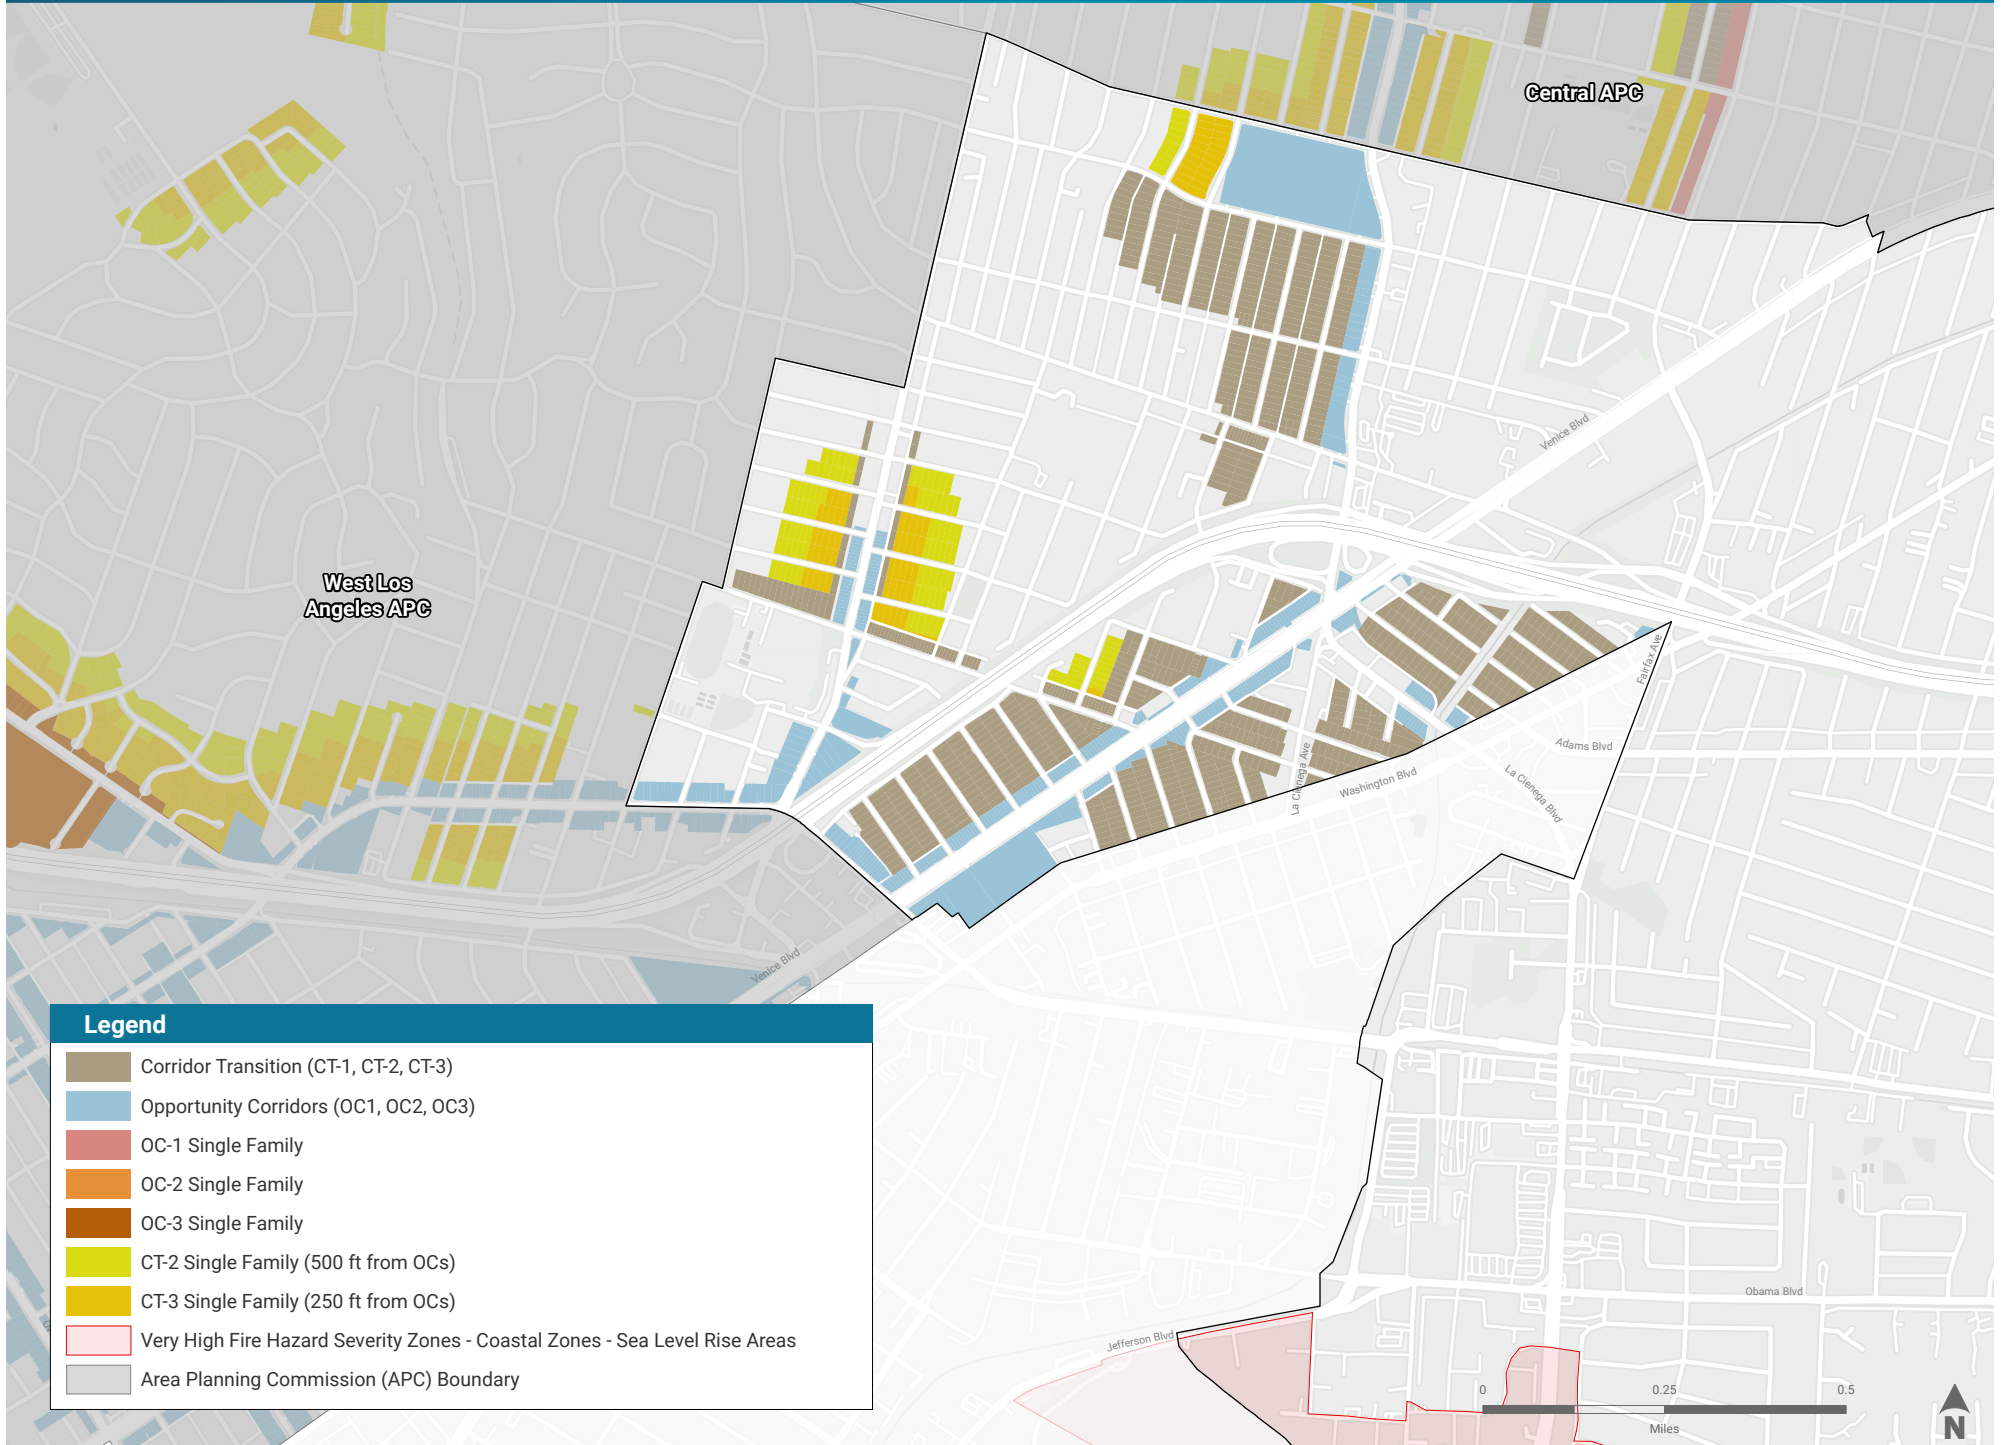 Central APC
Venice Blvd
West Los
Angeles APC
Fairfax Ave
Adams Blvd
La Cienega Ave
Washington Blvd
La Cienega Blvd
Venice Blvd
Legend
Corridor Transition (CT-1, CT-2, CT-3)
Opportunity Corridors (OC1, OC2, OC3)
OC-1 Single Family
OC-2 Single Family
OC-3 Single Family
CT-2 Single Family (500 ft from OCs)
CT-3 Single Family (250 ft from OCs)
Very High Fire Hazard Severity Zones - Coastal Zones - Sea Level Rise Areas
Area Planning Commission (APC) Boundary
Obama Blvd
Jefferson Blvd
0 0.25 0.5
Miles
N